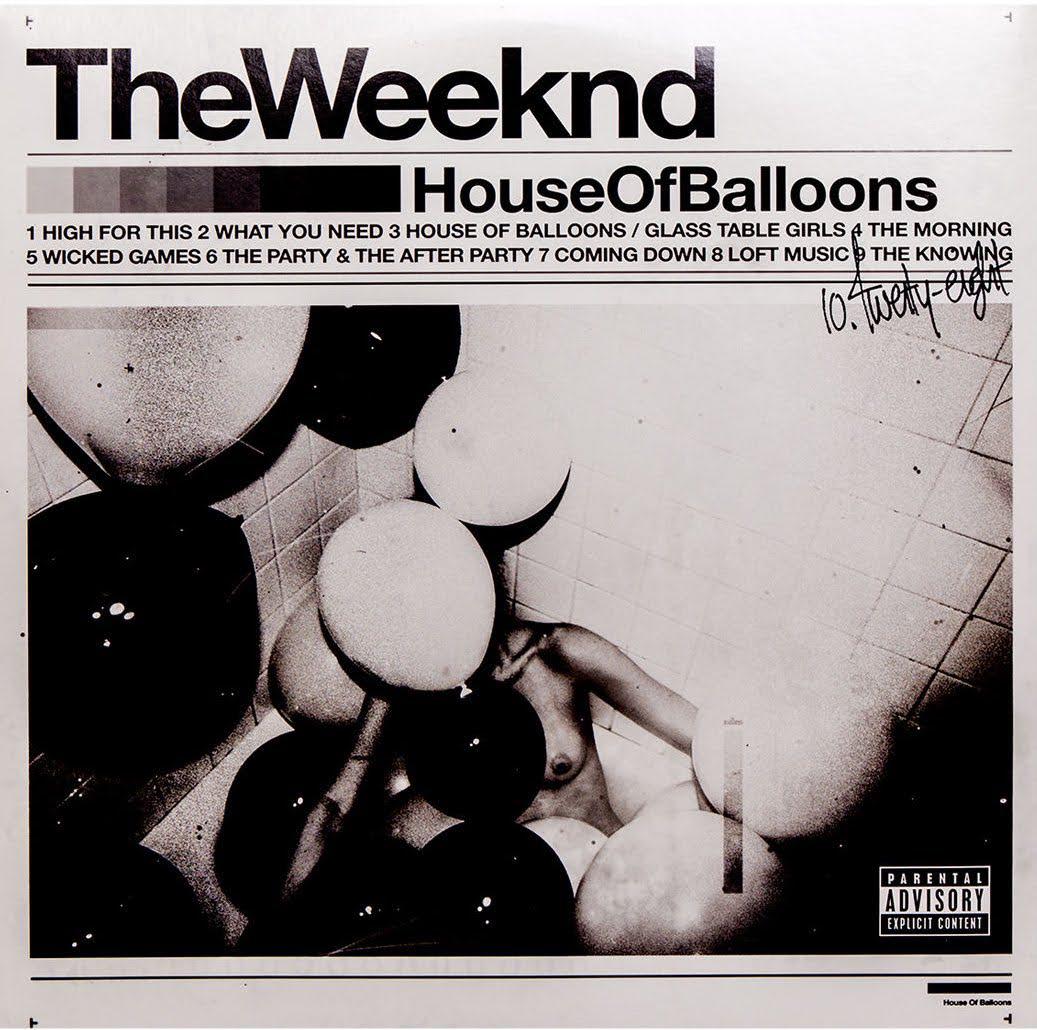 TheWeeknd
HouseOfBalloons
1 HIGH FOR THIS 2 WHAT YOU NEED 3 HOUSE OF BALLOONS / GLASS TABLE GIRLS 4 THE MORNING
5 WICKED GAMES 6 THE PARTY & THE AFTER PARTY 7 COMING DOWN 8 LOFT MUSIC 9 THE KNOWING
10. twenty-eight
PARENTAL
ADVISORY
EXPLICIT CONTENT
House Of Balloons